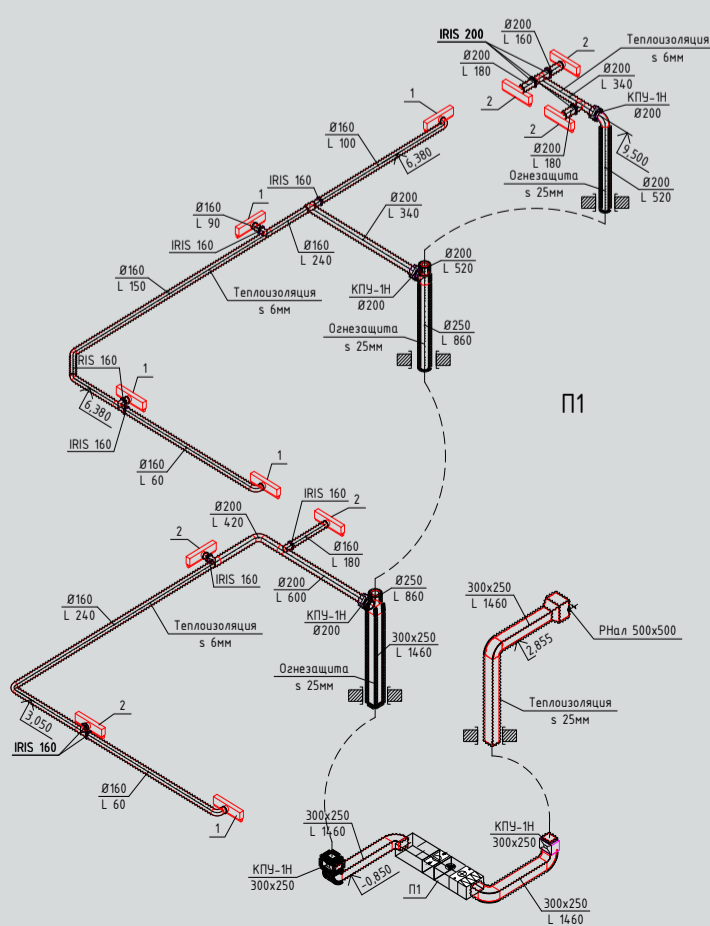 IRIS 200
Ø200
L 160
2
Теплоизоляция
s 6мм
Ø200
L 180
Ø200
L 340
КПУ-1Н
Ø200
2
2
Ø200
L 180
9,500
Огнезащита
s 25мм
Ø200
L 520
1
Ø160
L 100
6,380
IRIS 160
1
Ø160
L 90
IRIS 160
Ø200
L 340
Ø160
L 240
Ø160
L 150
Теплоизоляция
s 6мм
КПУ-1Н
Ø200
Ø200
L 520
Огнезащита
s 25мм
Ø250
L 860
IRIS 160
1
6,380
IRIS 160
Ø160
L 60
1
П1
Ø200
L 420
IRIS 160
2
2
IRIS 160
Ø160
L 180
Ø200
L 600
КПУ-1Н
Ø200
Ø250
L 860
Ø160
L 240
Теплоизоляция
s 6мм
300x250
L 1460
Огнезащита
s 25мм
3,050
2
IRIS 160
Ø160
L 60
1
300x250
L 1460
РНал 500x500
2,855
Теплоизоляция
s 25мм
300x250
L 1460
КПУ-1Н
300x250
-0,850
П1
КПУ-1Н
300x250
300x250
L 1460